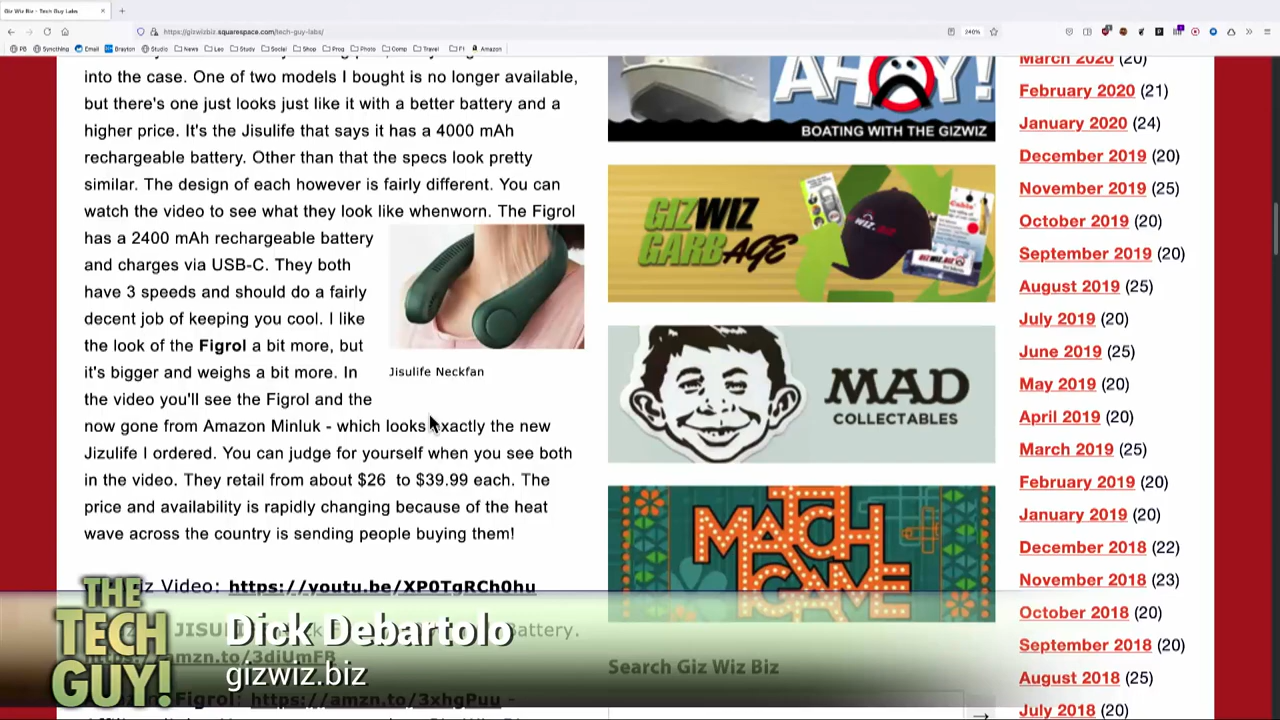 Giz Wiz Biz - Tech Guy Labs
https://gizwizbiz.squarespace.com/tech-guy-labs/
240%
PB
Syncthing
Email
Brayton
Studio
News
Leo
Study
Social
Shop
Prog
Photo
Comp
Travel
F1
Amazon
into the case. One of two models I bought is no longer available,
but there's one just looks just like it with a better battery and a
higher price. It's the Jisulife that says it has a 4000 mAh
rechargeable battery. Other than that the specs look pretty
similar. The design of each however is fairly different. You can
watch the video to see what they look like whenworn. The Figrol
has a 2400 mAh rechargeable battery
and charges via USB-C. They both
have 3 speeds and should do a fairly
decent job of keeping you cool. I like
the look of the Figrol a bit more, but
it's bigger and weighs a bit more. In
the video you'll see the Figrol and the
now gone from Amazon Minluk - which looks exactly the new
Jizulife I ordered. You can judge for yourself when you see both
in the video. They retail from about $26 to $39.99 each. The
price and availability is rapidly changing because of the heat
wave across the country is sending people buying them!
Jisulife Neckfan
iz Video: https://youtu.be/XP0TgRCh0hu
JISU
Battery.
amzn.to/3diUmFB
Figrol: https://amzn.to/3xhgPuu -
AHOY!
BOATING WITH THE GIZWIZ
GIZWIZ
GARBAGE
MAD
COLLECTABLES
MATCH
GAME
Search Giz Wiz Biz
March 2020 (20)
February 2020 (21)
January 2020 (24)
December 2019 (20)
November 2019 (25)
October 2019 (20)
September 2019 (20)
August 2019 (25)
July 2019 (20)
June 2019 (25)
May 2019 (20)
April 2019 (20)
March 2019 (25)
February 2019 (20)
January 2019 (20)
December 2018 (22)
November 2018 (23)
October 2018 (20)
September 2018 (20)
August 2018 (25)
July 2018 (20)
THE
TECH
GUY!
Dick Debartolo
gizwiz.biz